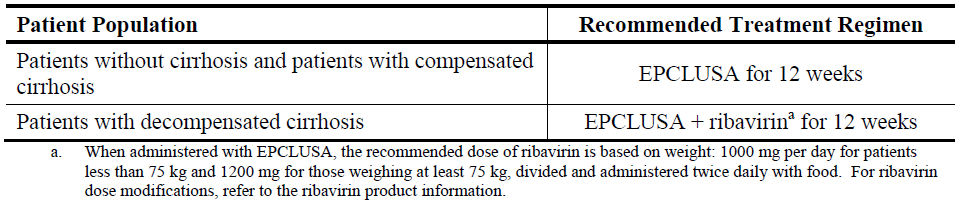 Patient Population Recommended Treatment Regimen
Patients without cirrhosis and patients with compensated
cirrhosis
EPCLUSA for 12 weeks
Patients with decompensated cirrhosis EPCLUSA + ribavirinᵃ for 12 weeks
a. When administered with EPCLUSA, the recommended dose of ribavirin is based on weight: 1000 mg per day for patients
less than 75 kg and 1200 mg for those weighing at least 75 kg, divided and administered twice daily with food. For ribavirin
dose modifications, refer to the ribavirin product information.